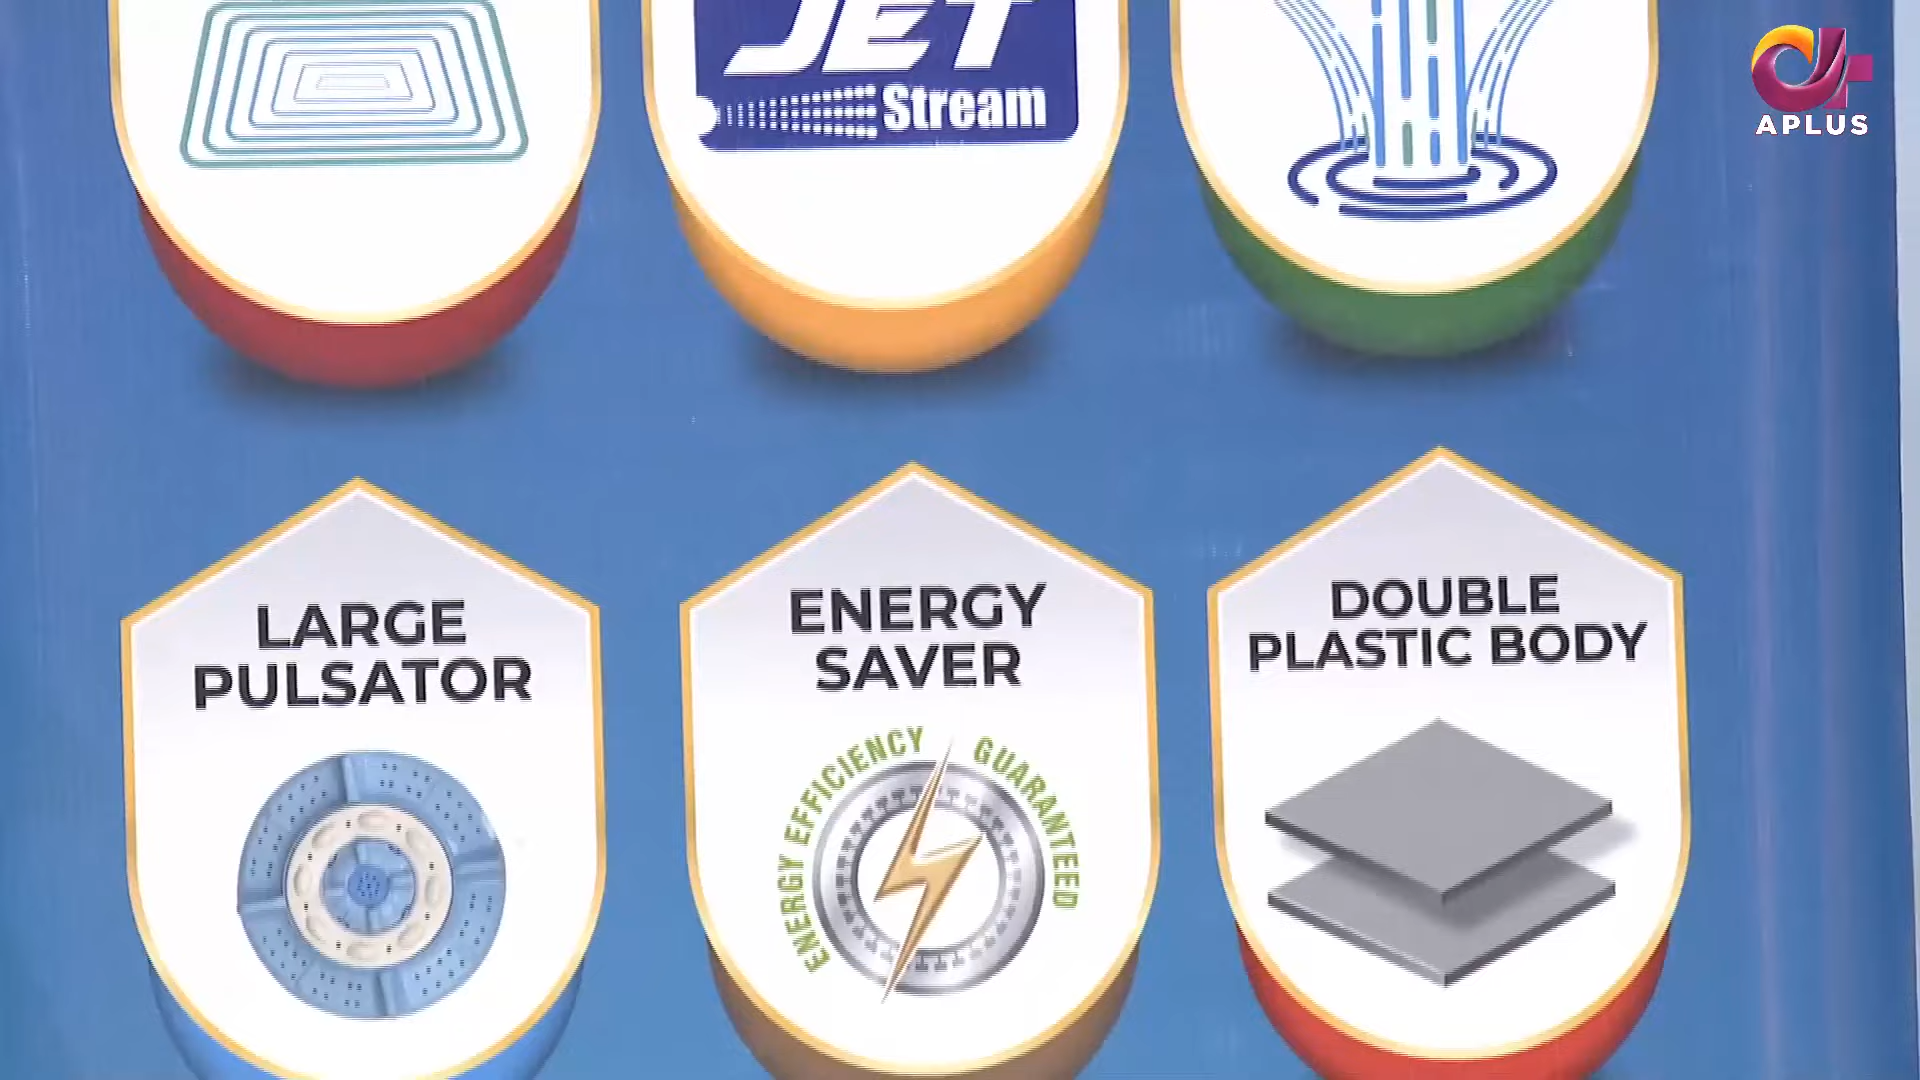 JET
Stream
APLUS
LARGE
PULSATOR
ENERGY
SAVER
ENERGY EFFICIENCY GUARANTEED
DOUBLE
PLASTIC BODY